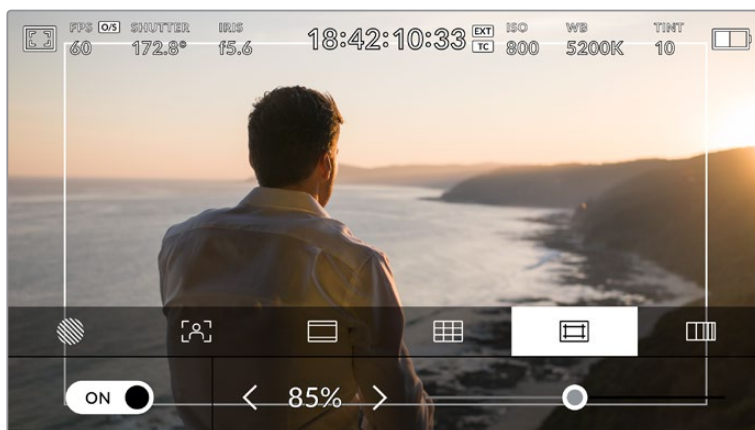 FPS O/S SHUTTER IRIS 18:42:10:33 EXT TC ISO WB TINT
60 172.8° f5.6 800 5200K 10
ON < 85% >